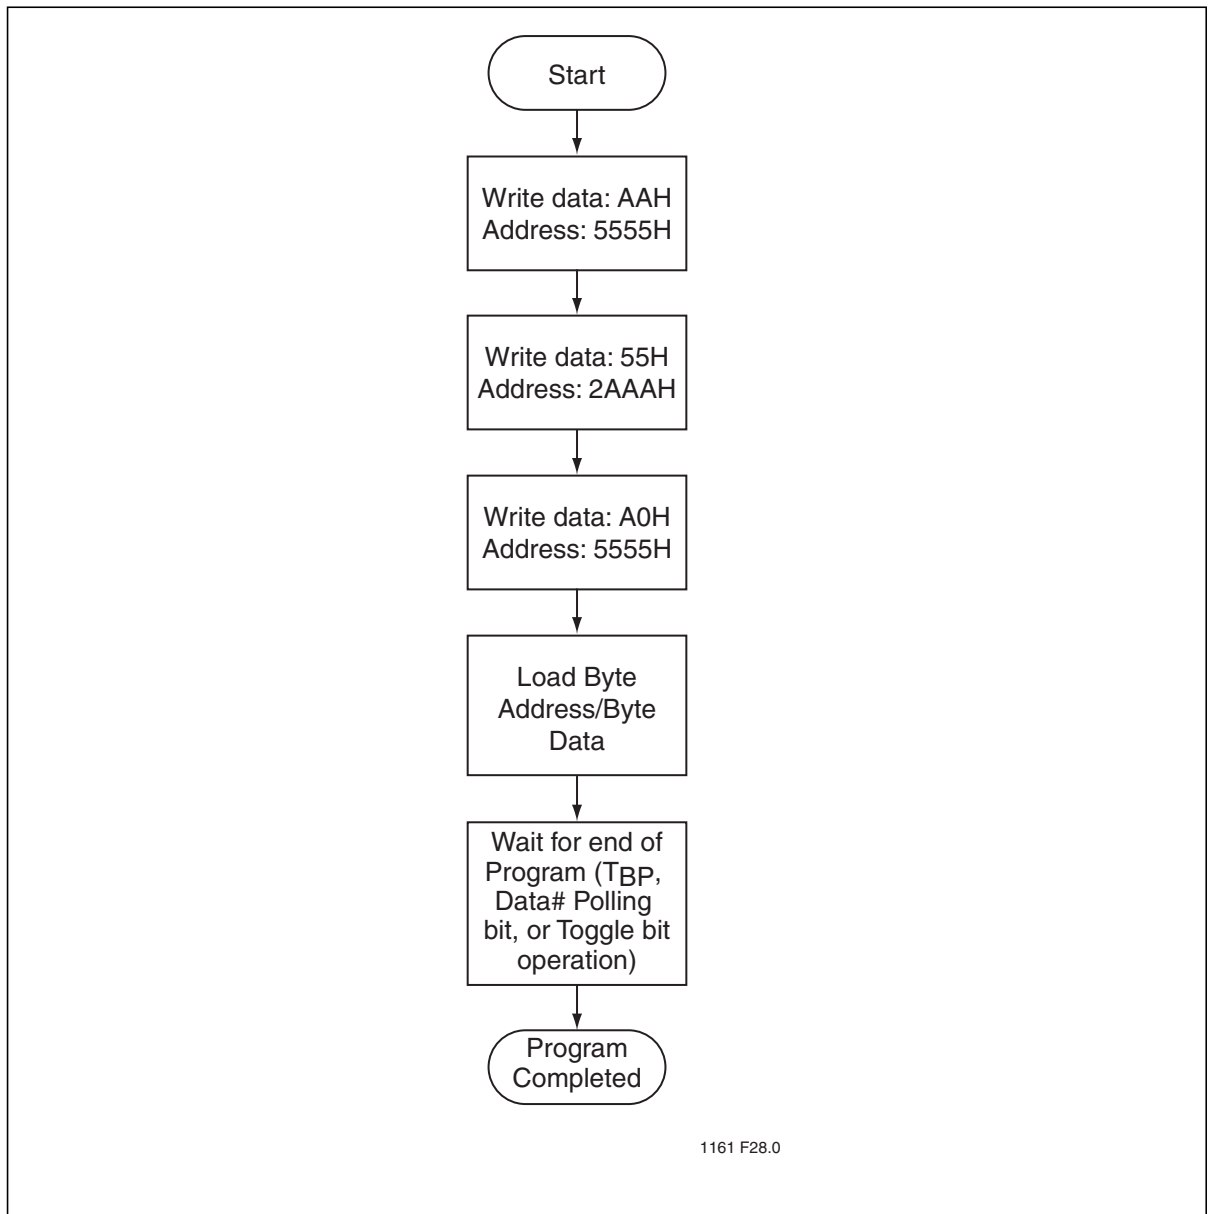 Start
Write data: AAH
Address: 5555H
Write data: 55H
Address: 2AAAH
Write data: A0H
Address: 5555H
Load Byte
Address/Byte
Data
Wait for end of
Program (TBP,
Data# Polling
bit, or Toggle bit
operation)
Program
Completed
1161 F28.0